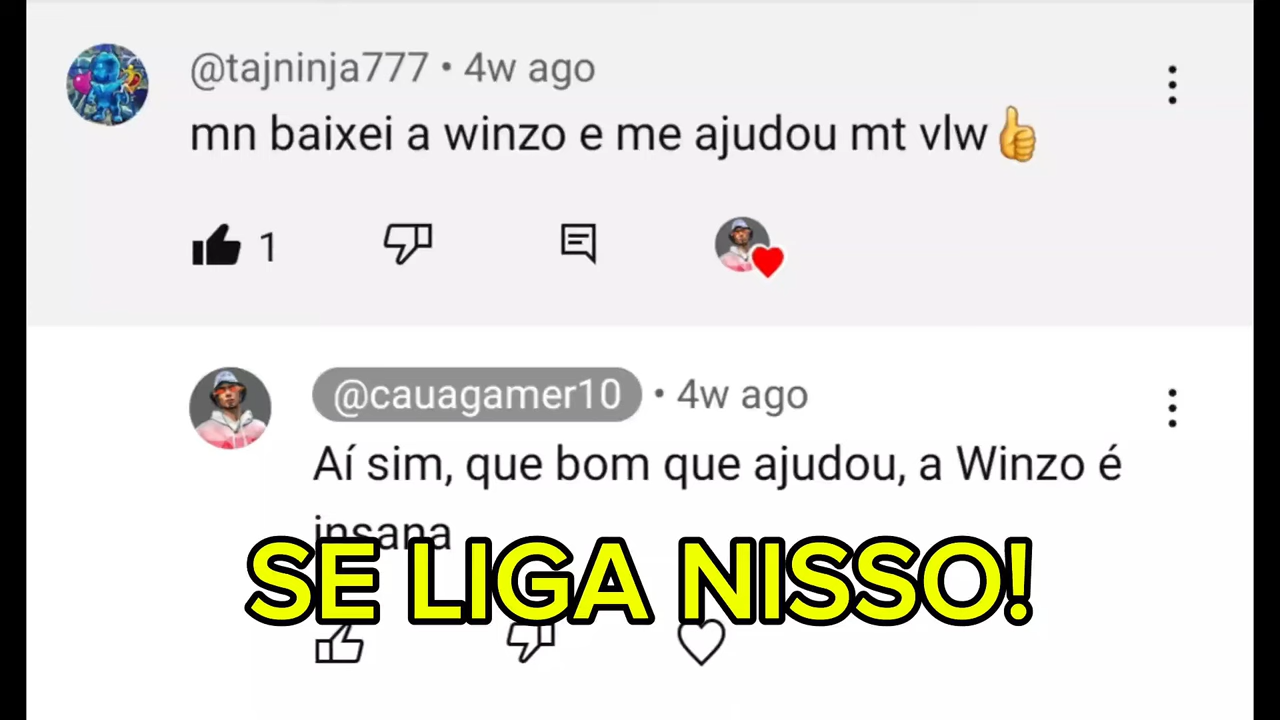 @tajninja777 • 4w ago
mn baixei a winzo e me ajudou mt vlw👍
1
@cauagamer10 • 4w ago
Aí sim, que bom que ajudou, a Winzo é
insana
SE LIGA NISSO!